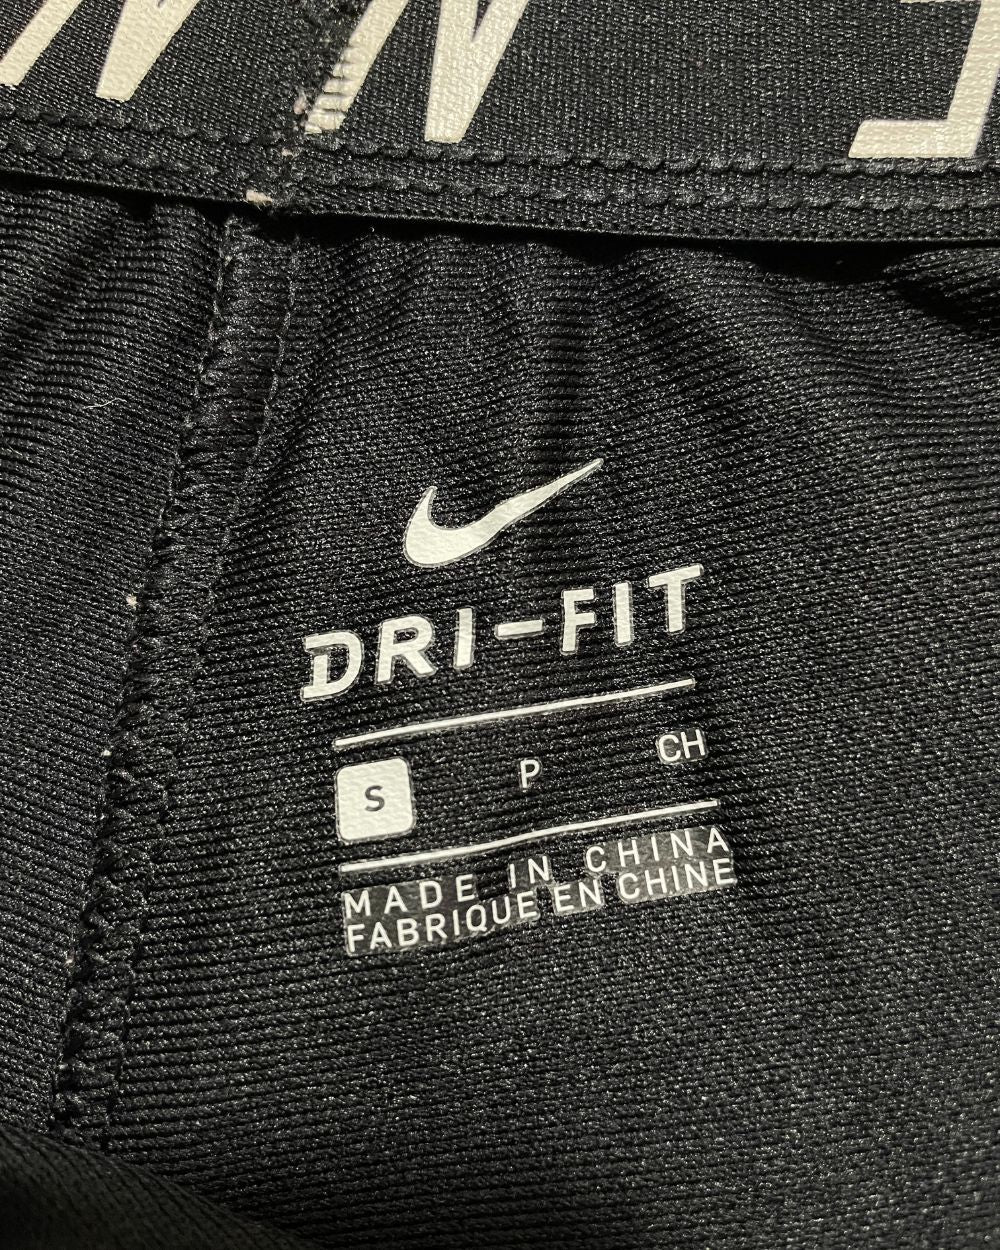 DRI-FIT
S P CH
MADE IN CHINA
FABRIQUE EN CHINE